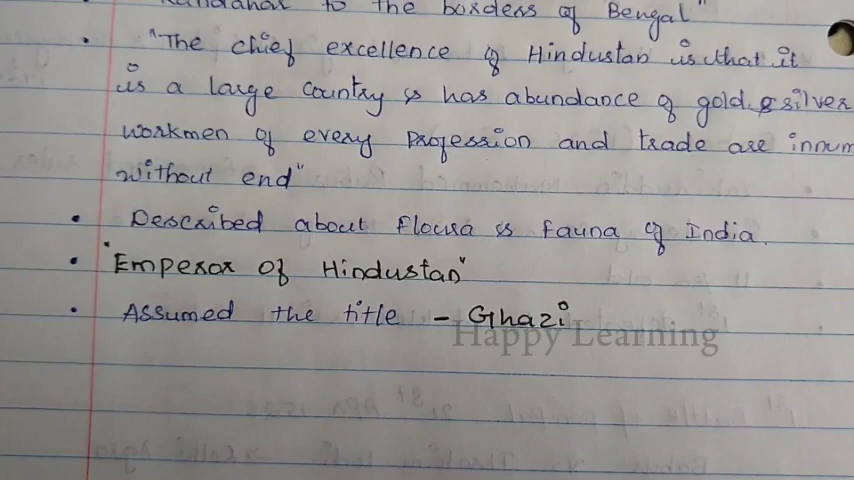 Kandahar to the borders of Bengal"
"The chief excellence of Hindustan is that it
is a large country & has abundance of gold & silver
workmen of every profession and trade are innum
without end"
Described about Floura & Fauna of India.
"Emperor of Hindustan"
Assumed the title - Ghazi
Happy Learning